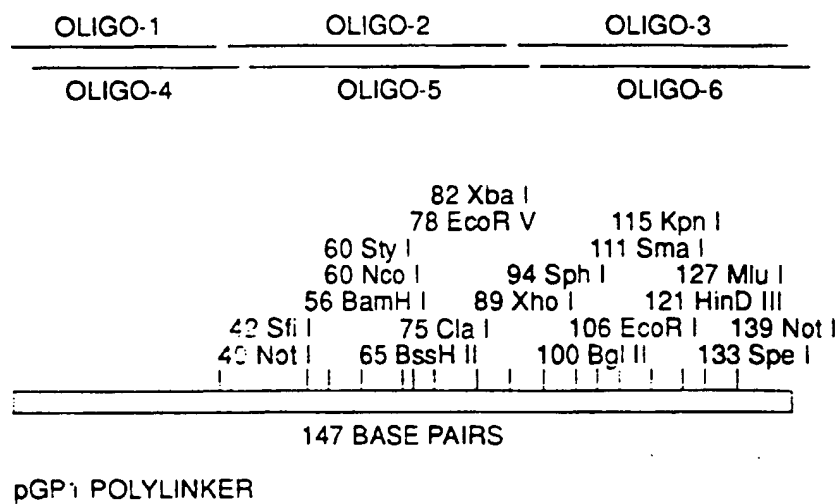 OLIGO-1 OLIGO-2 OLIGO-3
OLIGO-4 OLIGO-5 OLIGO-6
82 Xba I
78 EcoR V 115 Kpn I
60 Sty I 111 Sma I
60 Nco I 94 Sph I 127 Mlu I
56 BamH I 89 Xho I 121 HinD III
42 Sfi I 75 Cla I 106 EcoR I 139 Not I
Not I 65 BssH II 100 Bgl II 133 Spe I
147 BASE PAIRS
pGP1 POLYLINKER